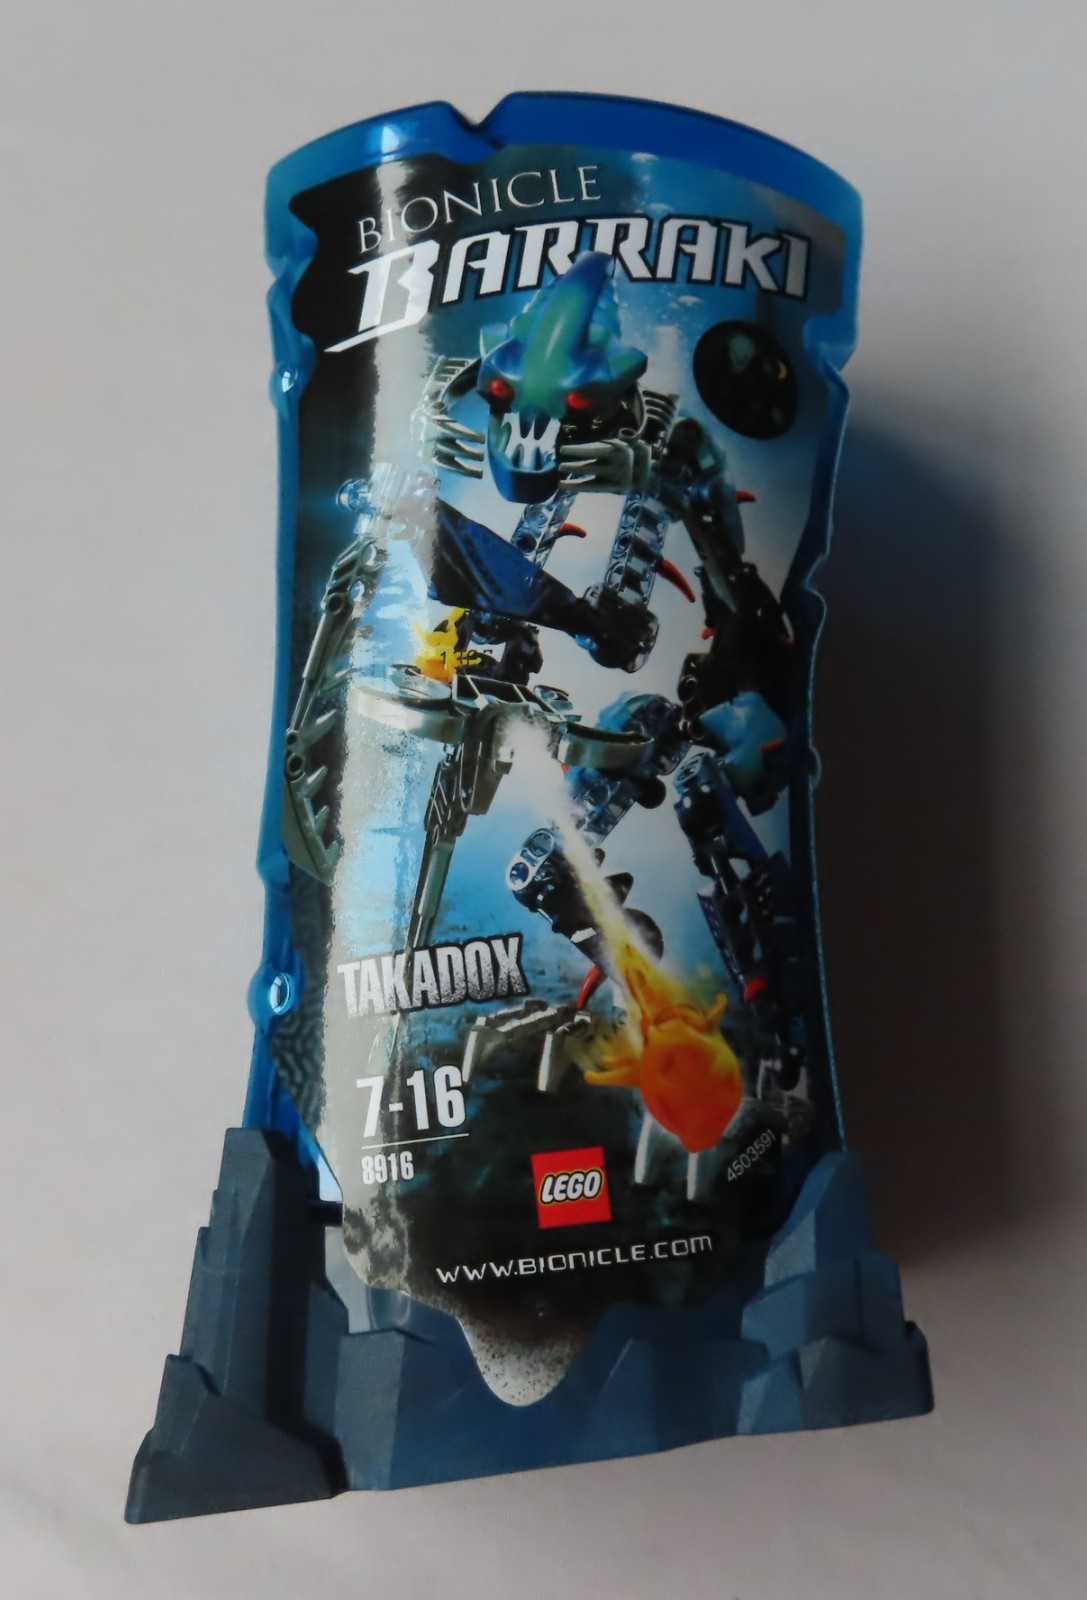 BIONICLE
BARRAKI
TAKADOX
7-16
8916
LEGO
4503591
WWW.BIONICLE.COM